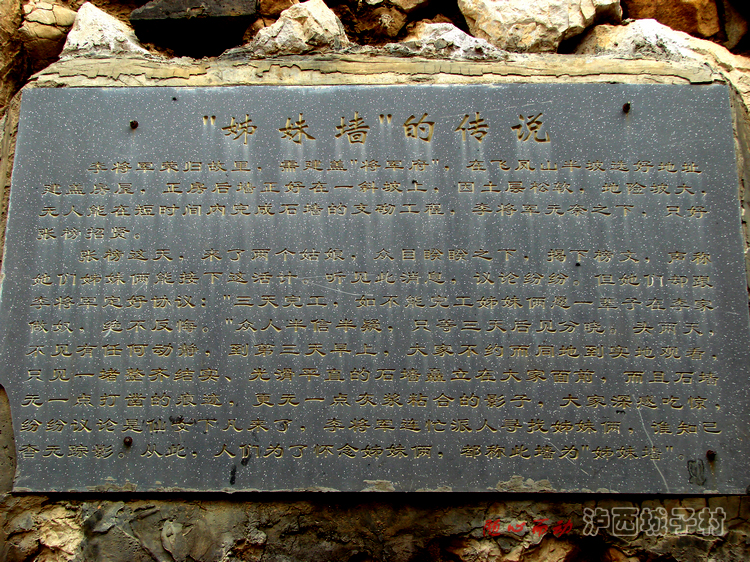 "姊妹墙"的传说
李将军荣归故里，需建盖"将军府"，在飞凤山半坡选好地址
建盖房屋，正房后墙正好在一斜坡上，因土层松软，地险坡大，
无人能在短时间内完成石墙的支砌工程，李将军无奈之下，只好
张榜招贤。
张榜这天，来了两个姑娘，众目睽睽之下，揭下榜文，声称
她们姊妹俩能接下这活计。听见此消息，议论纷纷。但她们却跟
李将军定好协议："三天完工，如不能完工姊妹俩愿一辈子在李家
做奴，绝不反悔。"众人半信半疑，只等三天后见分晓。头两天，
不见有任何动静，到第三天早上，大家不约而同地到实地观看，
只见一堵整齐结实、光滑平直的石墙矗立在大家面前，而且石墙
无一点打凿的痕迹，更无一点灰浆粘合的影子，大家深感吃惊，
纷纷议论是仙女下凡来了，李将军连忙派人寻找姊妹俩，谁知已
杳无踪影。从此，人们为了怀念姊妹俩，都称此墙为"姊妹墙"。
随心而动 泸西城子村